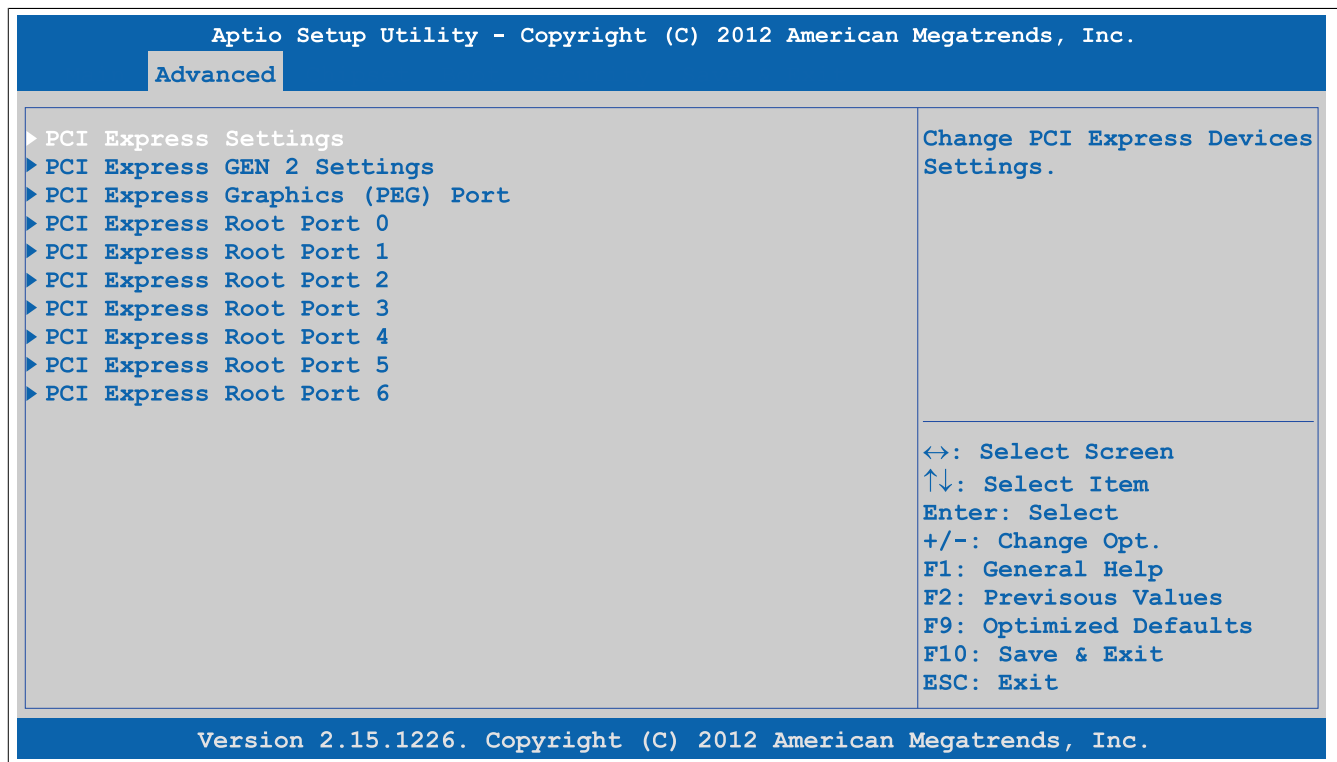 Aptio Setup Utility - Copyright (C) 2012 American Megatrends, Inc.
Advanced
PCI Express Settings
PCI Express GEN 2 Settings
PCI Express Graphics (PEG) Port
PCI Express Root Port 0
PCI Express Root Port 1
PCI Express Root Port 2
PCI Express Root Port 3
PCI Express Root Port 4
PCI Express Root Port 5
PCI Express Root Port 6
Change PCI Express Devices
Settings.
↔: Select Screen
↑↓: Select Item
Enter: Select
+/-: Change Opt.
F1: General Help
F2: Previsous Values
F9: Optimized Defaults
F10: Save & Exit
ESC: Exit
Version 2.15.1226. Copyright (C) 2012 American Megatrends, Inc.